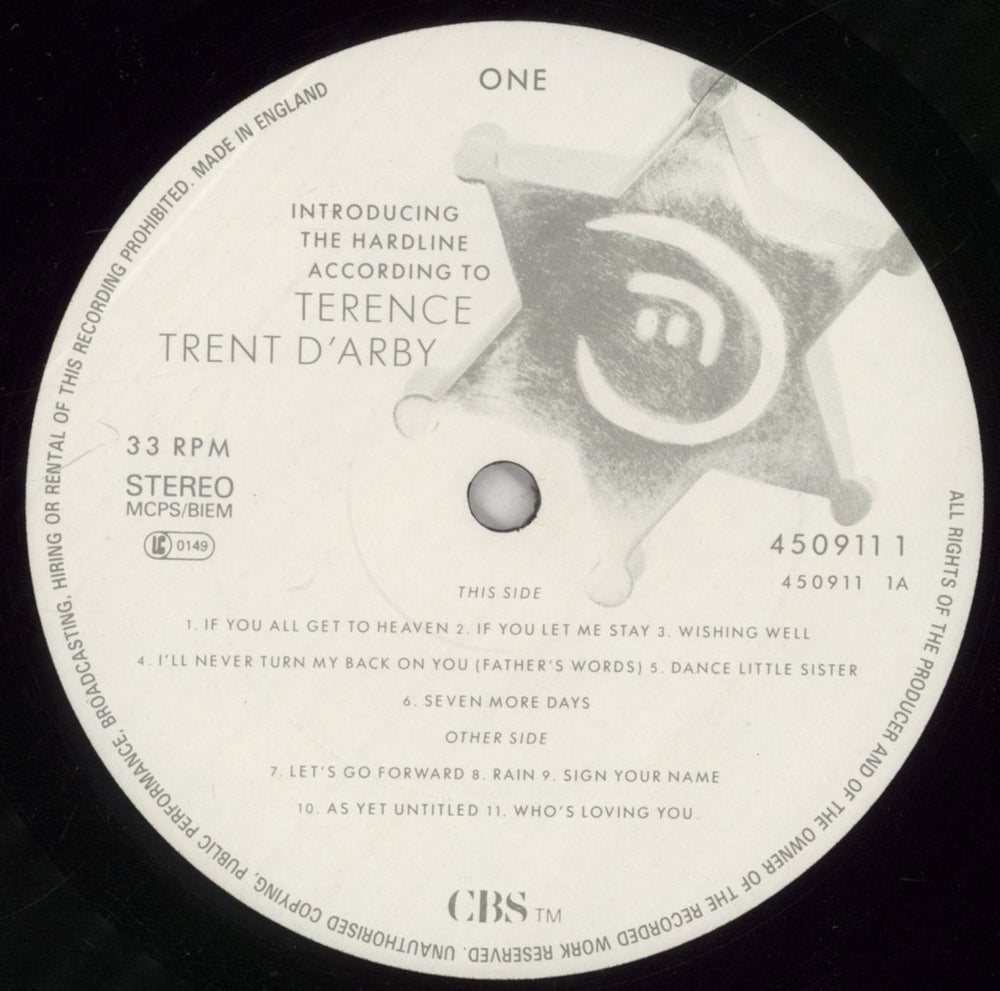 ONE
INTRODUCING
THE HARDLINE
ACCORDING TO
TERENCE
TRENT D'ARBY
33 RPM
STEREO
MCPS/BIEM
LC 0149
450911 1
450911 1A
THIS SIDE
1. IF YOU ALL GET TO HEAVEN 2. IF YOU LET ME STAY 3. WISHING WELL
4. I'LL NEVER TURN MY BACK ON YOU (FATHER'S WORDS) 5. DANCE LITTLE SISTER
6. SEVEN MORE DAYS
OTHER SIDE
7. LET'S GO FORWARD 8. RAIN 9. SIGN YOUR NAME
10. AS YET UNTITLED 11. WHO'S LOVING YOU
CBS TM
ALL RIGHTS OF THE PRODUCER AND OF THE OWNER OF THE RECORDED WORK RESERVED. UNAUTHORISED COPYING, PUBLIC PERFORMANCE, BROADCASTING, HIRING OR RENTAL OF THIS RECORDING PROHIBITED. MADE IN ENGLAND